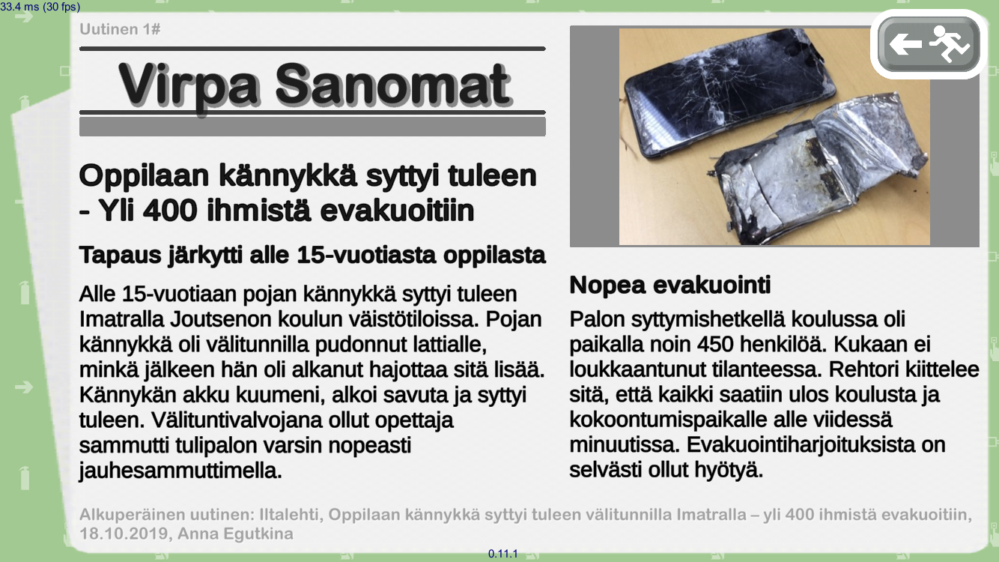 33.4 ms (30 fps)
Uutinen 1#
Virpa Sanomat
Oppilaan kännykkä syttyi tuleen
- Yli 400 ihmistä evakuoitiin
Tapaus järkytti alle 15-vuotiasta oppilasta
Alle 15-vuotiaan pojan kännykkä syttyi tuleen
Imatralla Joutsenon koulun väistötiloissa. Pojan
kännykkä oli välitunnilla pudonnut lattialle,
minkä jälkeen hän oli alkanut hajottaa sitä lisää.
Kännykän akku kuumeni, alkoi savuta ja syttyi
tuleen. Välituntivalvojana ollut opettaja
sammutti tulipalon varsin nopeasti
jauhesammuttimella.
Nopea evakuointi
Palon syttymishetkellä koulussa oli
paikalla noin 450 henkilöä. Kukaan ei
loukkaantunut tilanteessa. Rehtori kiittelee
sitä, että kaikki saatiin ulos koulusta ja
kokoontumispaikalle alle viidessä
minuutissa. Evakuointiharjoituksista on
selvästi ollut hyötyä.
Alkuperäinen uutinen: Iltalehti, Oppilaan kännykkä syttyi tuleen välitunnilla Imatralla – yli 400 ihmistä evakuoitiin,
18.10.2019, Anna Egutkina
0.11.1